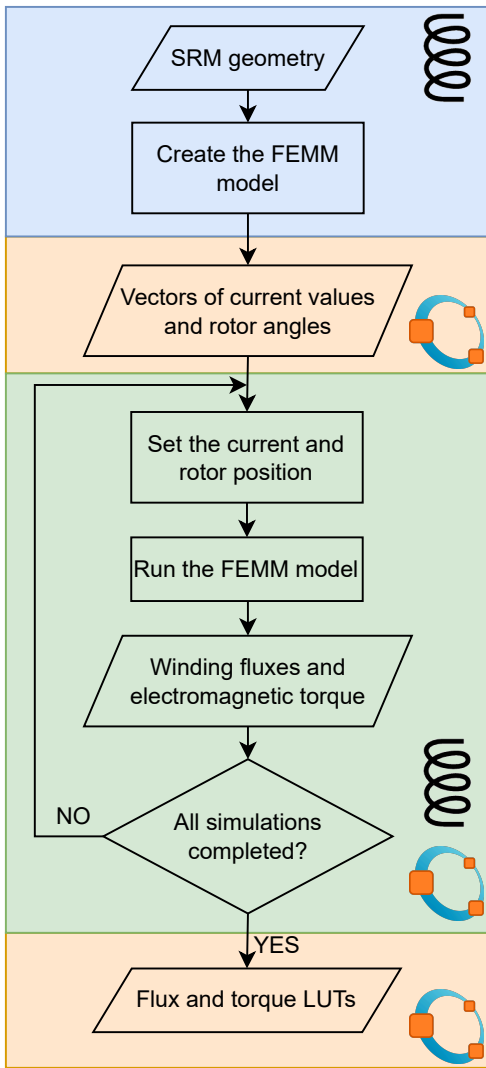 SRM geometry
Create the FEMM
model
Vectors of current values
and rotor angles
Set the current and
rotor position
Run the FEMM model
Winding fluxes and
electromagnetic torque
NO
All simulations
completed?
YES
Flux and torque LUTs